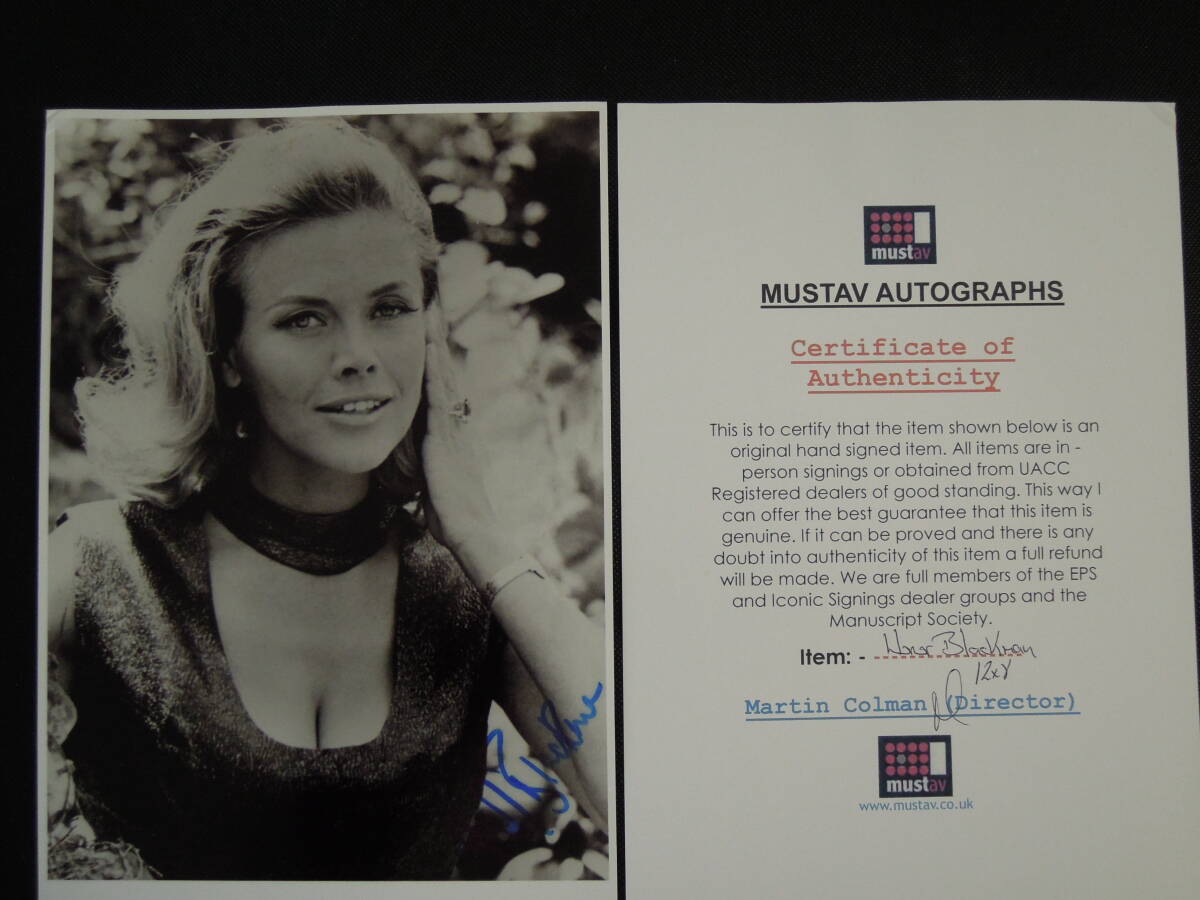 mustav
MUSTAV AUTOGRAPHS
Certificate of
Authenticity
This is to certify that the item shown below is an
original hand signed item. All items are in -
person signings or obtained from UACC
Registered dealers of good standing. This way I
can offer the best guarantee that this item is
genuine. If it can be proved and there is any
doubt into authenticity of this item a full refund
will be made. We are full members of the EPS
and Iconic Signings dealer groups and the
Manuscript Society.
Item: - Honor Blackman
12x8
Martin Colman (Director)
mustav
www.mustav.co.uk